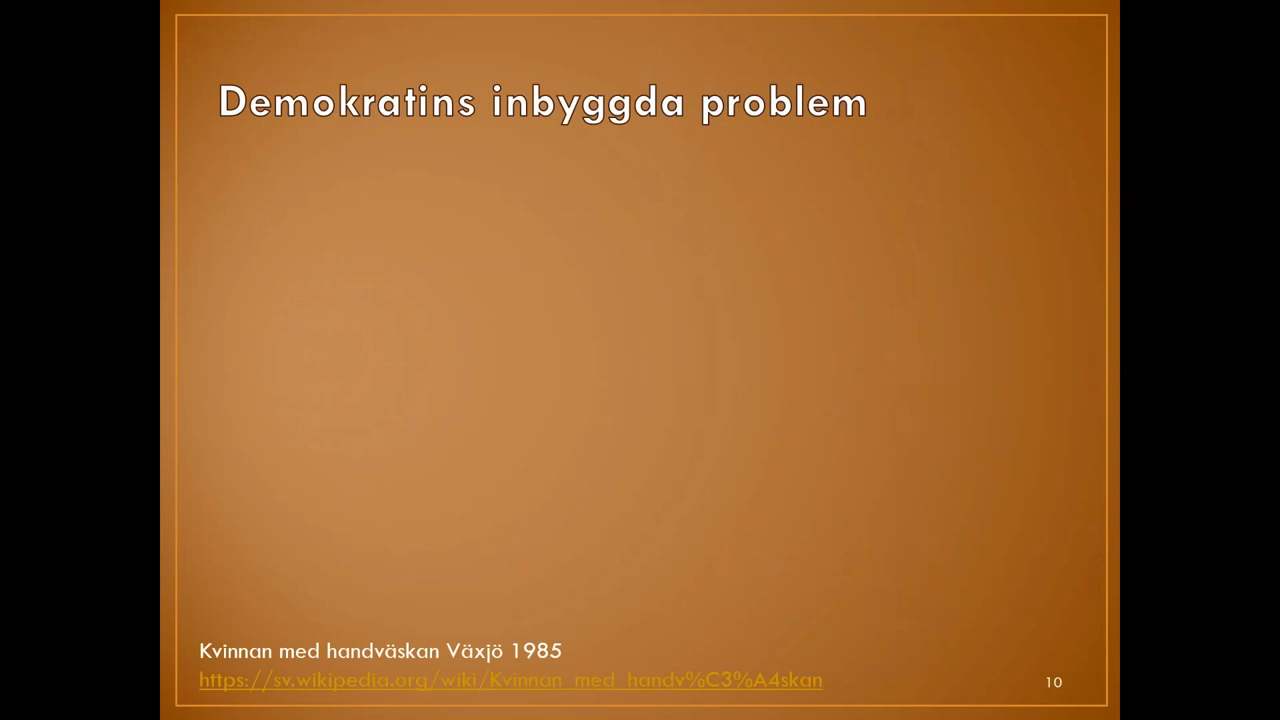 Demokratins inbyggda problem
Kvinnan med handväskan Växjö 1985
https://sv.wikipedia.org/wiki/Kvinnan_med_handv%C3%A4skan
10